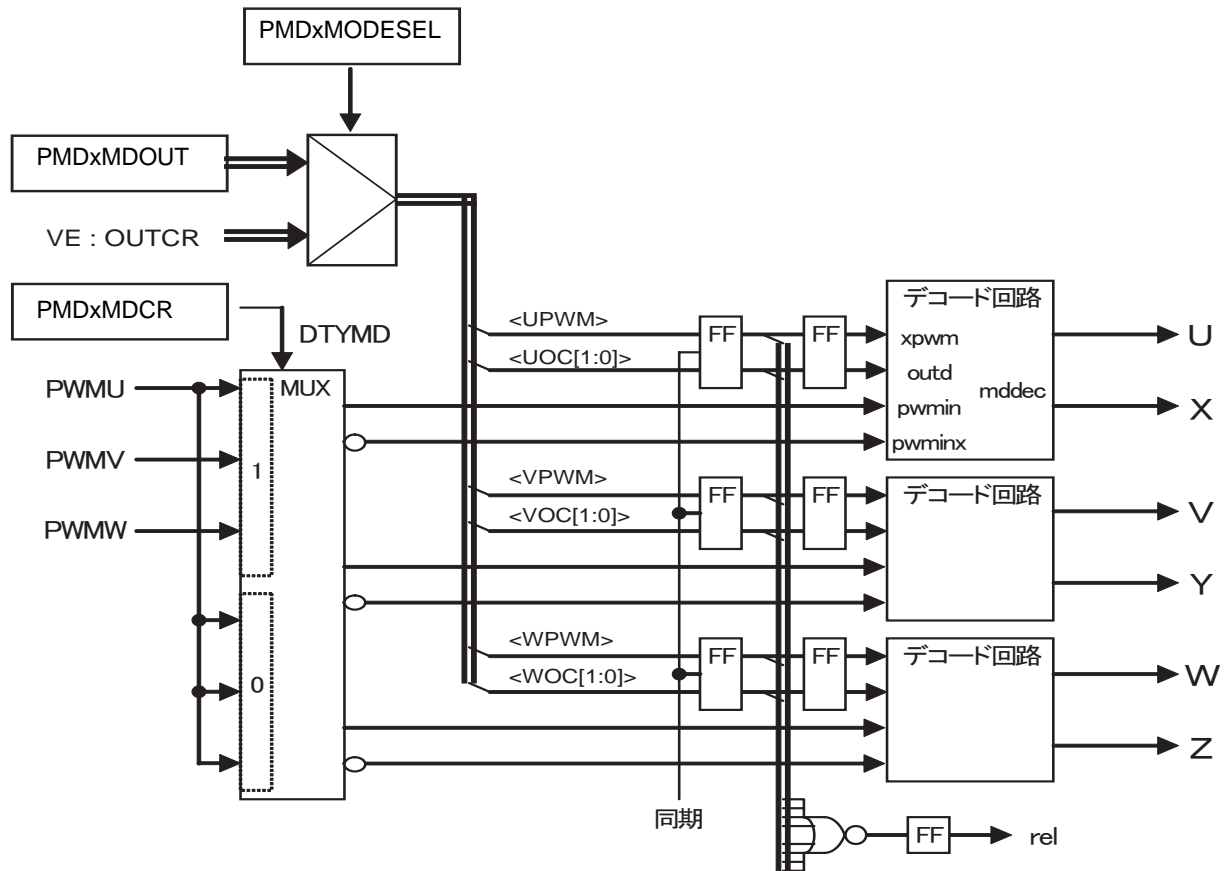 PMDxMODESEL
PMDxMDOUT
VE : OUTCR
PMDxMDCR
DTYMD
MUX
PWMU
PWMV
PWMW
1
0
<UPWM>
<UOC[1:0]>
FF
FF
デコード回路
xpwm
outd
mddec
pwmin
pwminx
U
X
<VPWM>
<VOC[1:0]>
FF
FF
デコード回路
V
Y
<WPWM>
<WOC[1:0]>
FF
FF
デコード回路
W
Z
同期
FF
rel